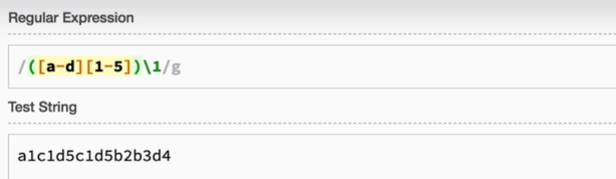 Regular Expression
/([a-d][1-5])\1/g
Test String
a1c1d5c1d5b2b3d4